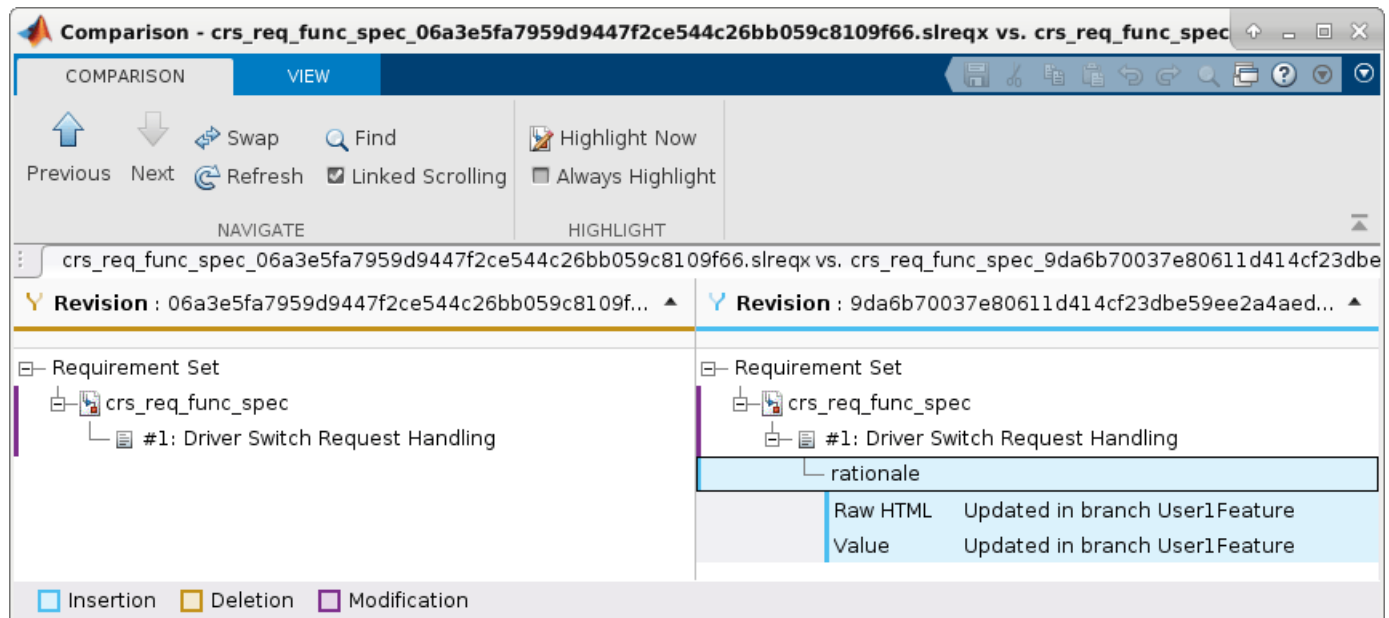 Comparison - crs_req_func_spec_06a3e5fa7959d9447f2ce544c26bb059c8109f66.slreqx vs. crs_req_func_spec
COMPARISON VIEW
Previous Next Swap Refresh Find Linked Scrolling Highlight Now Always Highlight
NAVIGATE HIGHLIGHT
crs_req_func_spec_06a3e5fa7959d9447f2ce544c26bb059c8109f66.slreqx vs. crs_req_func_spec_9da6b70037e80611d414cf23dbe
Revision : 06a3e5fa7959d9447f2ce544c26bb059c8109f... Revision : 9da6b70037e80611d414cf23dbe59ee2a4aed...
Requirement Set Requirement Set
crs_req_func_spec crs_req_func_spec
#1: Driver Switch Request Handling #1: Driver Switch Request Handling
rationale
Raw HTML Updated in branch User1Feature
Value Updated in branch User1Feature
Insertion Deletion Modification